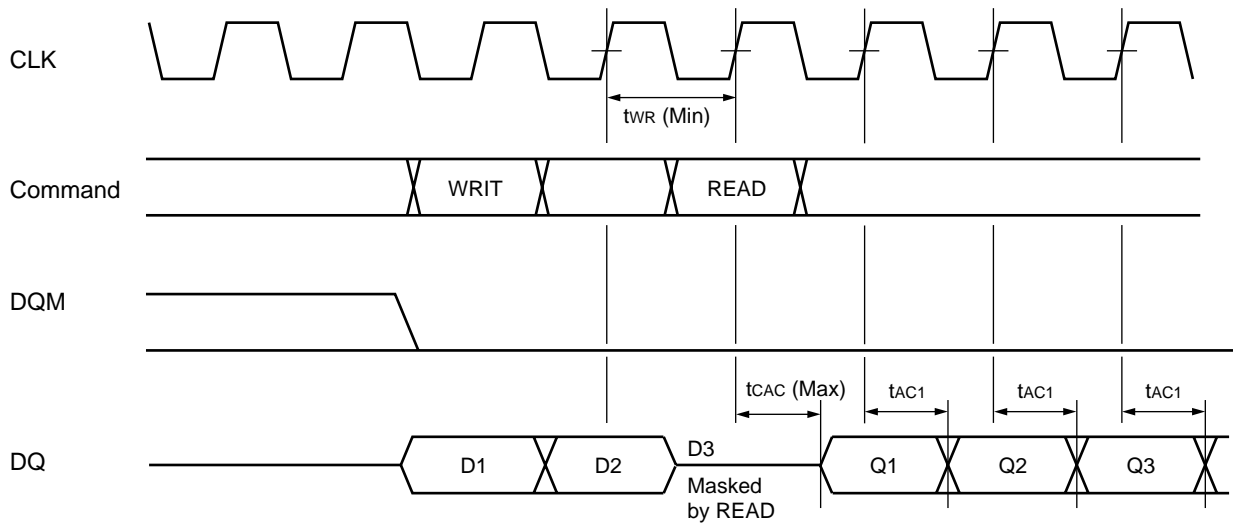 CLK
tWR (Min)
Command
WRIT
READ
DQM
tCAC (Max)
tAC1
tAC1
tAC1
DQ
D1
D2
D3
Masked
by READ
Q1
Q2
Q3